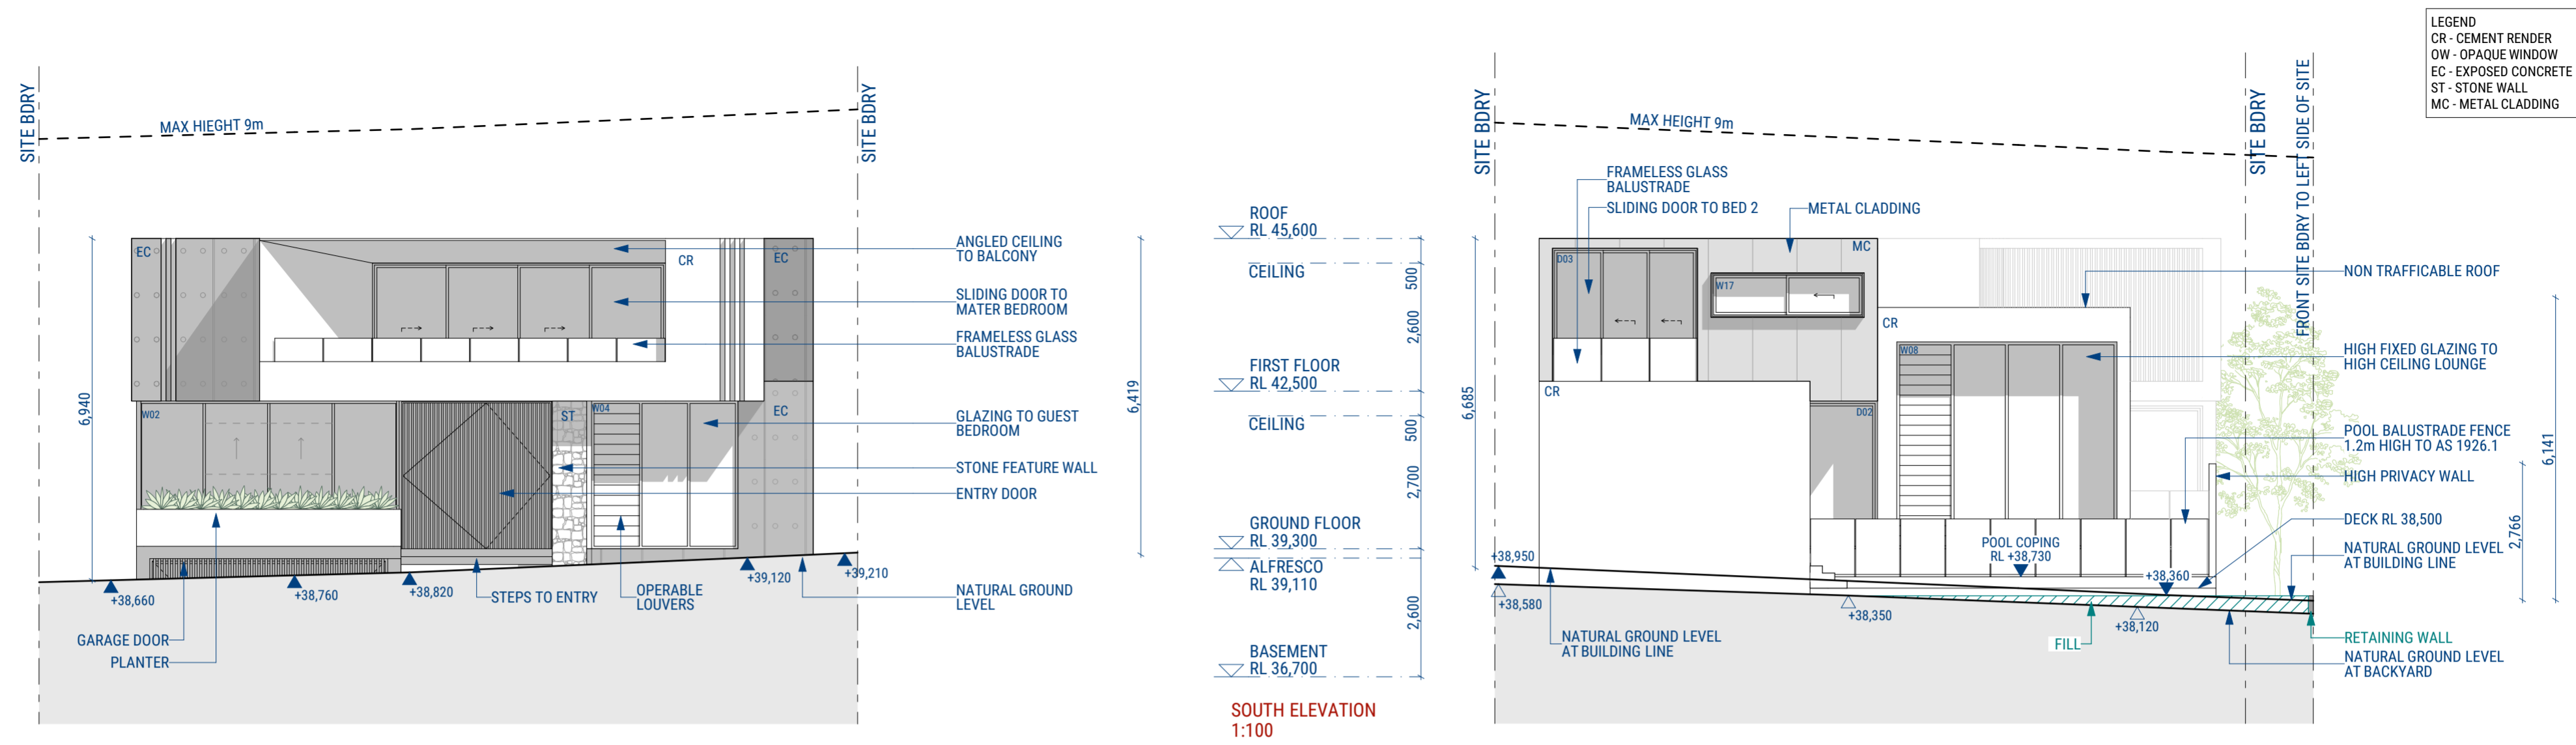 SITE BDRY
MAX HIEGHT 9m
SITE BDRY
EC
CR
EC
W02
ST
W04
EC
6,940
6,419
ANGLED CEILING
TO BALCONY
SLIDING DOOR TO
MATER BEDROOM
FRAMELESS GLASS
BALUSTRADE
GLAZING TO GUEST
BEDROOM
STONE FEATURE WALL
ENTRY DOOR
NATURAL GROUND
LEVEL
+38,660
+38,760
+38,820
+39,120
+39,210
STEPS TO ENTRY
OPERABLE
LOUVERS
GARAGE DOOR
PLANTER
ROOF
RL 45,600
CEILING
FIRST FLOOR
RL 42,500
CEILING
GROUND FLOOR
RL 39,300
ALFRESCO
RL 39,110
BASEMENT
RL 36,700
500
2,600
500
2,700
2,600
SOUTH ELEVATION
1:100
SITE BDRY
MAX HEIGHT 9m
SITE BDRY
FRONT SITE BDRY TO LEFT SIDE OF SITE
FRAMELESS GLASS
BALUSTRADE
SLIDING DOOR TO BED 2
METAL CLADDING
MC
D03
W17
CR
W08
CR
D02
6,685
POOL COPING
RL +38,730
+38,950
+38,580
+38,360
+38,350
+38,120
NATURAL GROUND LEVEL
AT BUILDING LINE
FILL
NON TRAFFICABLE ROOF
HIGH FIXED GLAZING TO
HIGH CEILING LOUNGE
POOL BALUSTRADE FENCE
1.2m HIGH TO AS 1926.1
HIGH PRIVACY WALL
DECK RL 38,500
NATURAL GROUND LEVEL
AT BUILDING LINE
RETAINING WALL
NATURAL GROUND LEVEL
AT BACKYARD
2,766
6,141
LEGEND
CR - CEMENT RENDER
OW - OPAQUE WINDOW
EC - EXPOSED CONCRETE
ST - STONE WALL
MC - METAL CLADDING